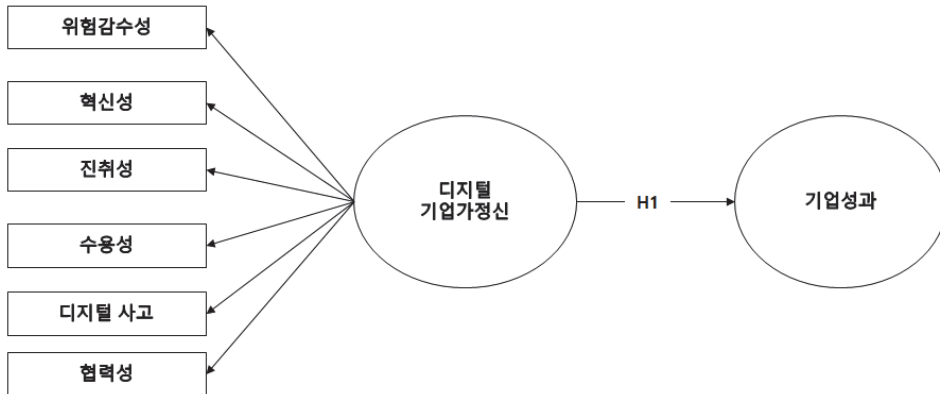 위험감수성
혁신성
진취성
수용성
디지털 사고
협력성
디지털
기업가정신
H1
기업성과